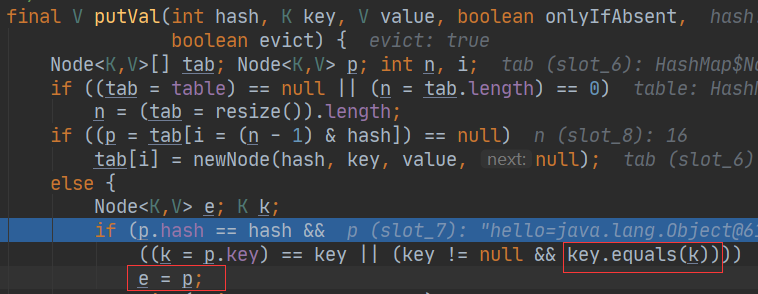 final V putVal(int hash, K key, V value, boolean onlyIfAbsent, hash:
boolean evict) { evict: true
Node<K,V>[] tab; Node<K,V> p; int n, i; tab (slot_6): HashMap$No
if ((tab = table) == null || (n = tab.length) == 0) table: HashM
n = (tab = resize()).length;
if ((p = tab[i = (n - 1) & hash]) == null) n (slot_8): 16
tab[i] = newNode(hash, key, value, next: null); tab (slot_6)
else {
Node<K,V> e; K k;
if (p.hash == hash && p (slot_7): "hello=java.lang.Object@61
((k = p.key) == key || (key != null && key.equals(k))))
e = p;